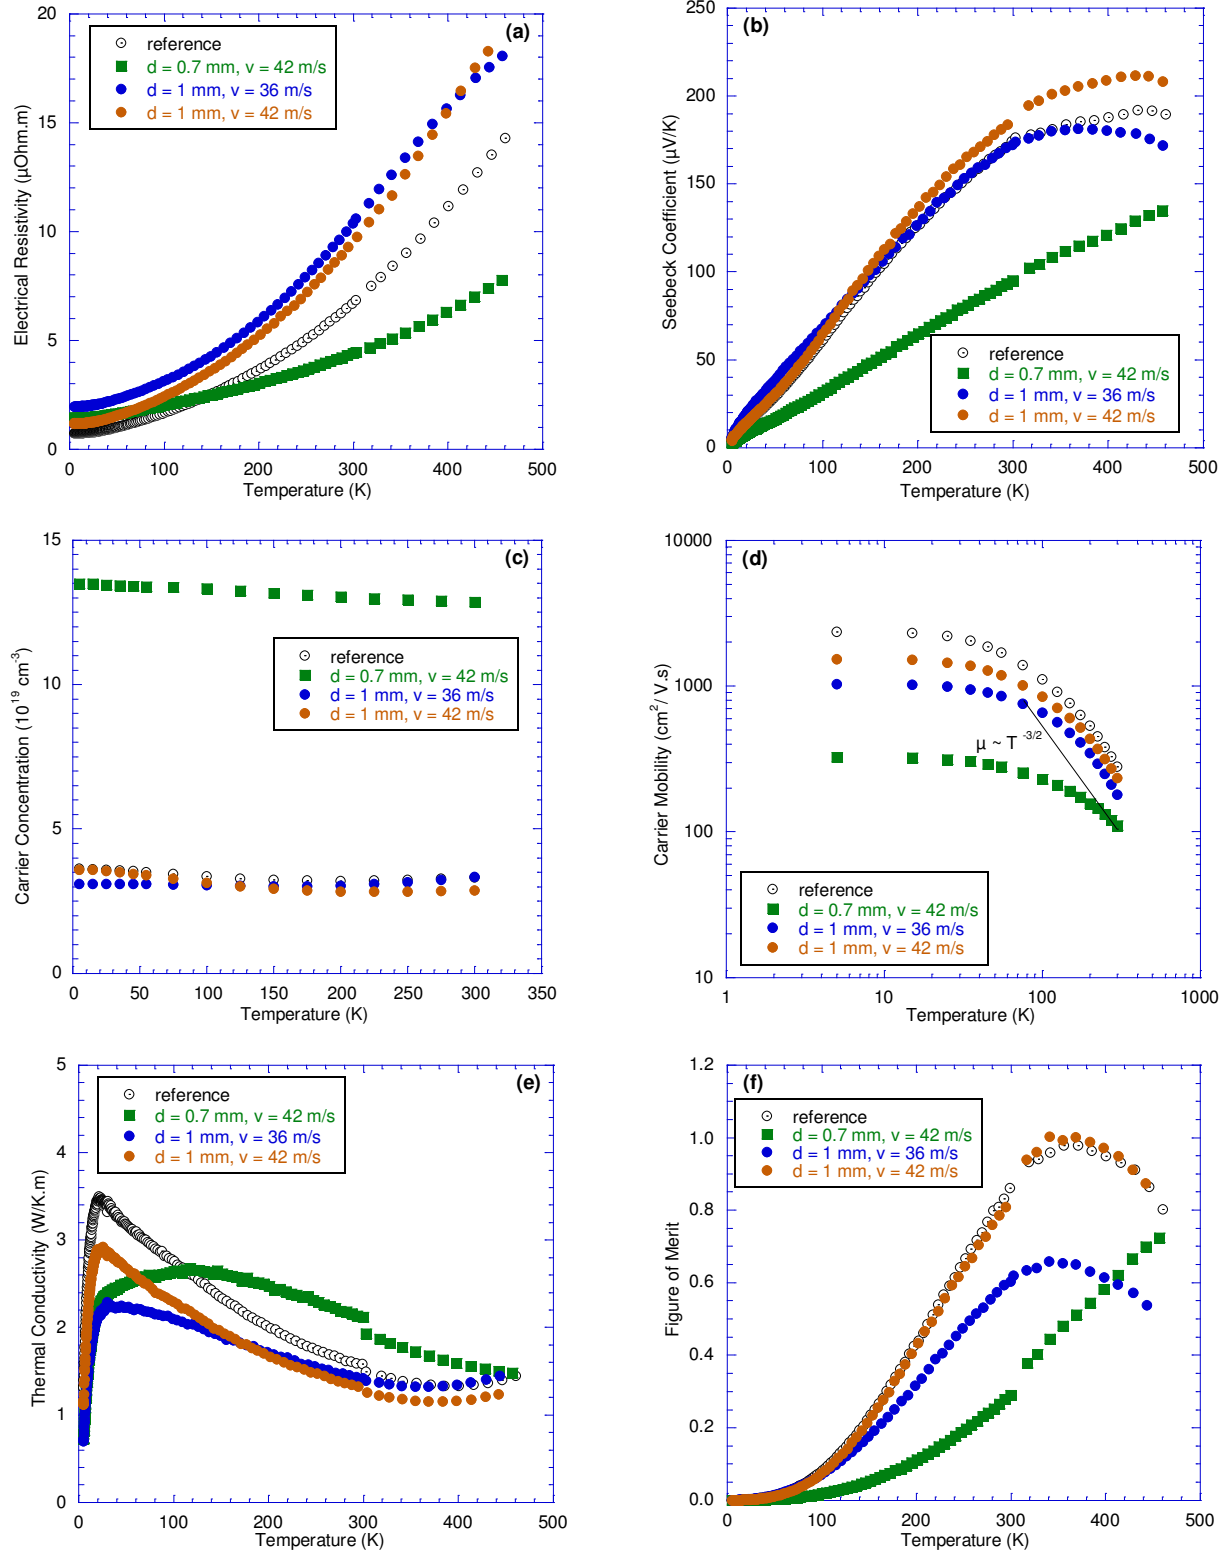 (a)
reference
d = 0.7 mm, v = 42 m/s
d = 1 mm, v = 36 m/s
d = 1 mm, v = 42 m/s
Electrical Resistivity (µOhm.m)
20
15
10
5
0
0 100 200 300 400 500
Temperature (K)
(b)
Seebeck Coefficient (µV/K)
250
200
150
100
50
0
reference
d = 0.7 mm, v = 42 m/s
d = 1 mm, v = 36 m/s
d = 1 mm, v = 42 m/s
0 100 200 300 400 500
Temperature (K)
(c)
Carrier Concentration (10^19 cm^-3)
15
10
5
0
reference
d = 0.7 mm, v = 42 m/s
d = 1 mm, v = 36 m/s
d = 1 mm, v = 42 m/s
0 50 100 150 200 250 300 350
Temperature (K)
(d)
Carrier Mobility (cm²/ V.s)
10000
1000
100
10
µ ~ T^-3/2
reference
d = 0.7 mm, v = 42 m/s
d = 1 mm, v = 36 m/s
d = 1 mm, v = 42 m/s
1 10 100 1000
Temperature (K)
(e)
reference
d = 0.7 mm, v = 42 m/s
d = 1 mm, v = 36 m/s
d = 1 mm, v = 42 m/s
Thermal Conductivity (W/K.m)
5
4
3
2
1
0
0 100 200 300 400 500
Temperature (K)
(f)
reference
d = 0.7 mm, v = 42 m/s
d = 1 mm, v = 36 m/s
d = 1 mm, v = 42 m/s
Figure of Merit
1.2
1.0
0.8
0.6
0.4
0.2
0.0
0 100 200 300 400 500
Temperature (K)